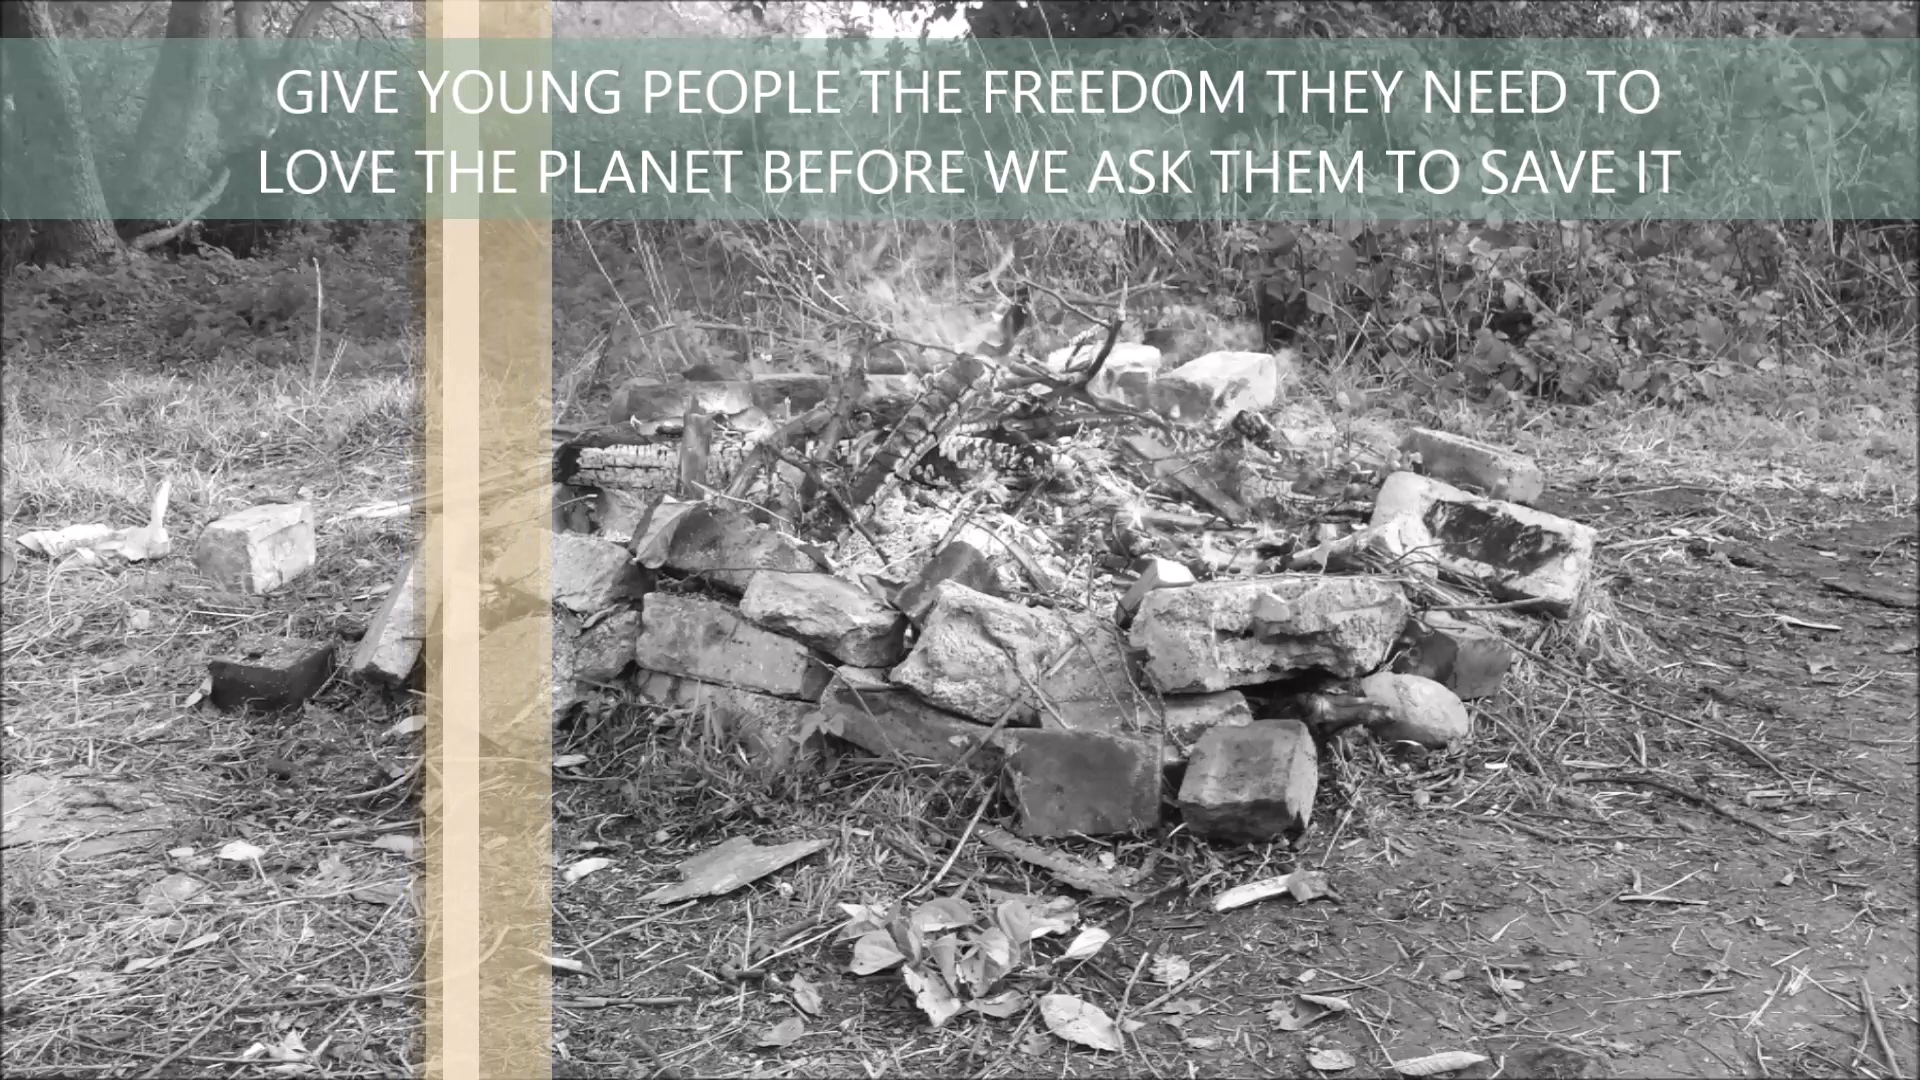 GIVE YOUNG PEOPLE THE FREEDOM THEY NEED TO
LOVE THE PLANET BEFORE WE ASK THEM TO SAVE IT